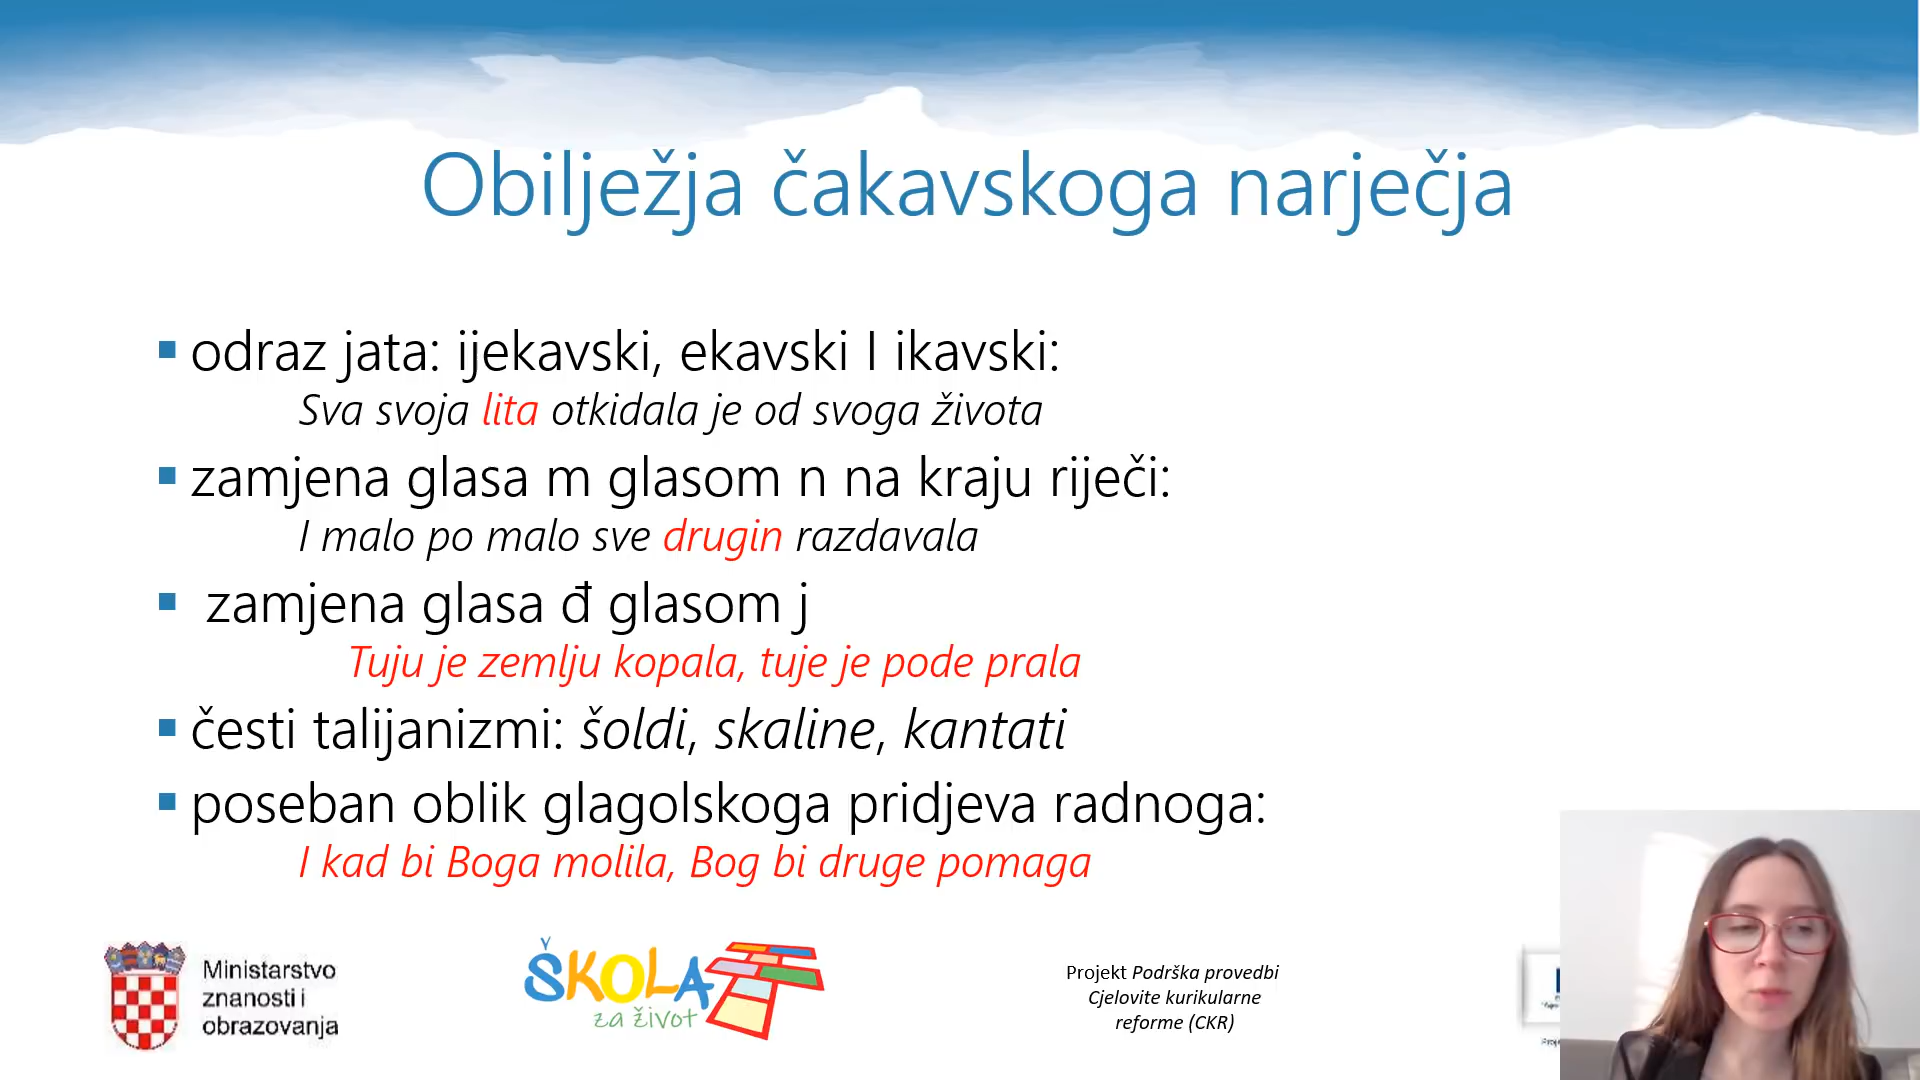 Obilježja čakavskoga narječja
▪ odraz jata: ijekavski, ekavski I ikavski:
Sva svoja lita otkidala je od svoga života
▪ zamjena glasa m glasom n na kraju riječi:
I malo po malo sve drugin razdavala
▪ zamjena glasa đ glasom j
Tuju je zemlju kopala, tuje je pode prala
▪ česti talijanizmi: šoldi, skaline, kantati
▪ poseban oblik glagolskoga pridjeva radnoga:
I kad bi Boga molila, Bog bi druge pomaga
Ministarstvo
znanosti i
obrazovanja
ŠKOLA
za život
Projekt Podrška provedbi
Cjelovite kurikularne
reforme (CKR)